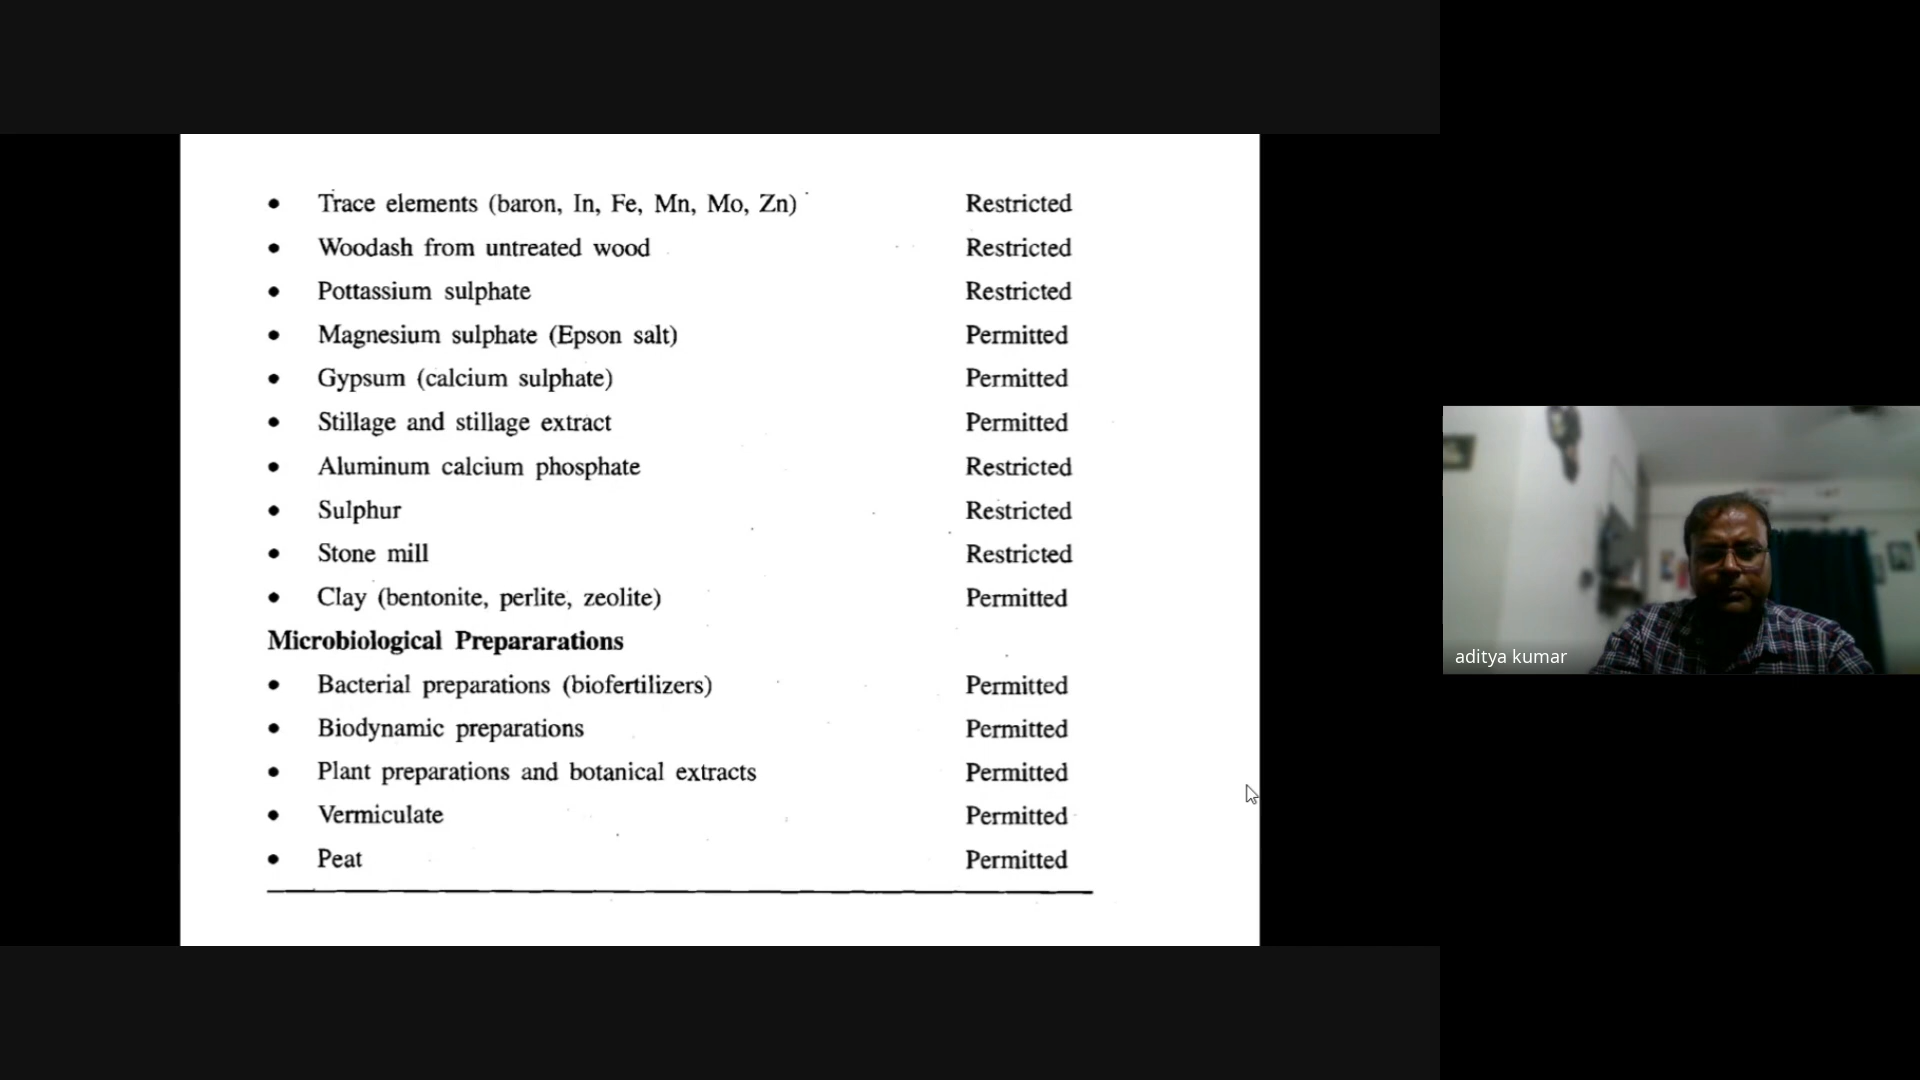 • Trace elements (baron, In, Fe, Mn, Mo, Zn) Restricted
• Woodash from untreated wood Restricted
• Pottassium sulphate Restricted
• Magnesium sulphate (Epson salt) Permitted
• Gypsum (calcium sulphate) Permitted
• Stillage and stillage extract Permitted
• Aluminum calcium phosphate Restricted
• Sulphur Restricted
• Stone mill Restricted
• Clay (bentonite, perlite, zeolite) Permitted
Microbiological Prepararations
• Bacterial preparations (biofertilizers) Permitted
• Biodynamic preparations Permitted
• Plant preparations and botanical extracts Permitted
• Vermiculate Permitted
• Peat Permitted
aditya kumar